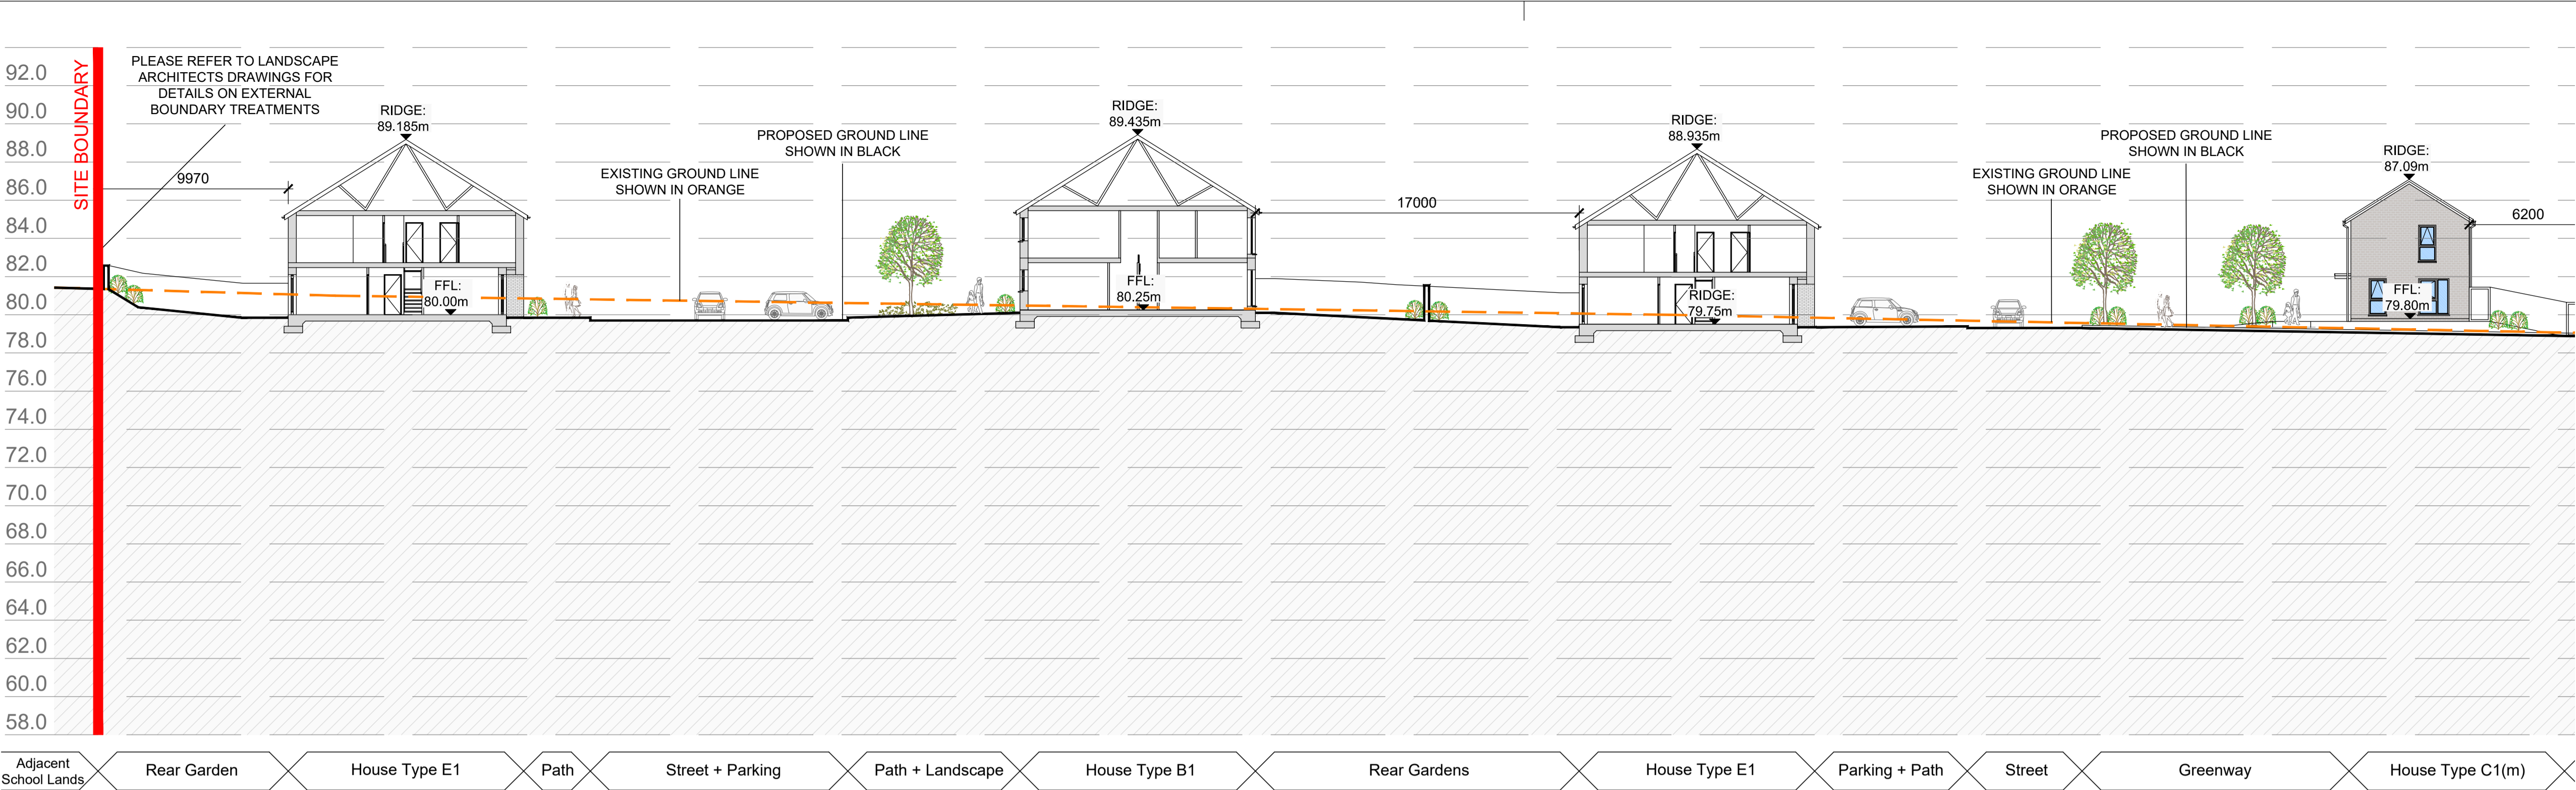 PLEASE REFER TO LANDSCAPE
ARCHITECTS DRAWINGS FOR
DETAILS ON EXTERNAL
BOUNDARY TREATMENTS
SITE BOUNDARY
92.0
90.0
88.0
86.0
84.0
82.0
80.0
78.0
76.0
74.0
72.0
70.0
68.0
66.0
64.0
62.0
60.0
58.0
9970
RIDGE:
89.185m
FFL:
80.00m
EXISTING GROUND LINE
SHOWN IN ORANGE
PROPOSED GROUND LINE
SHOWN IN BLACK
RIDGE:
89.435m
FFL:
80.25m
17000
RIDGE:
88.935m
RIDGE:
79.75m
EXISTING GROUND LINE
SHOWN IN ORANGE
PROPOSED GROUND LINE
SHOWN IN BLACK
RIDGE:
87.09m
FFL:
79.80m
6200
Adjacent
School Lands
Rear Garden
House Type E1
Path
Street + Parking
Path + Landscape
House Type B1
Rear Gardens
House Type E1
Parking + Path
Street
Greenway
House Type C1(m)